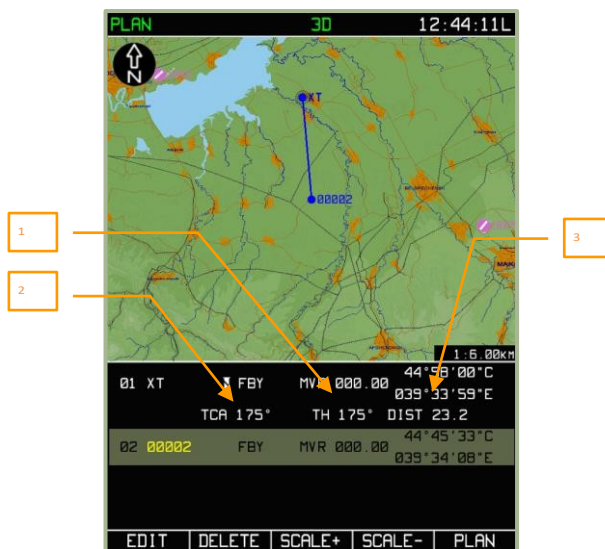 PLAN 3D 12:44:11L
N
XT
00002
1
2
3
1:6.00км
01 XT FBY MVR 000.00 44°58'00"C
039°33'59"E
TCA 175° TH 175° DIST 23.2
02 00002 FBY MVR 000.00 44°45'33"C
039°34'08"E
EDIT DELETE SCALE+ SCALE- PLAN